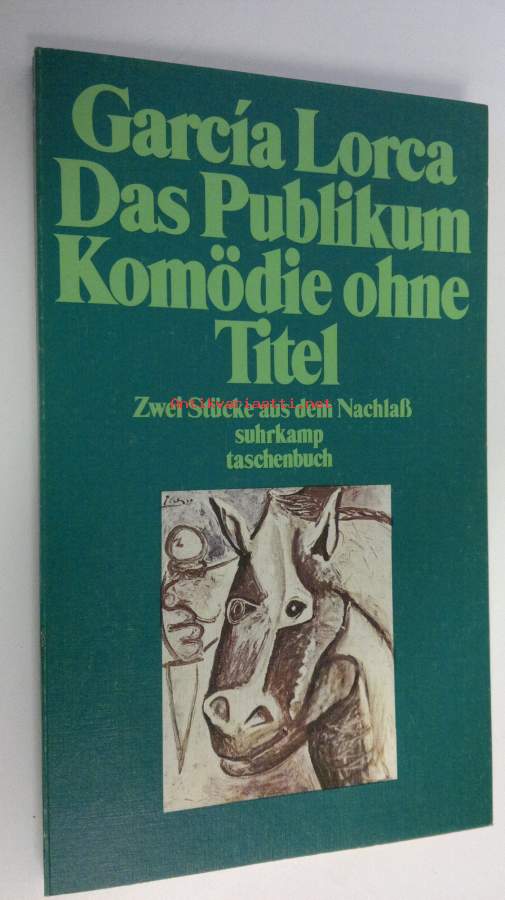 García Lorca
Das Publikum
Komödie ohne
Titel
Zwei Stücke aus dem Nachlaß
suhrkamp
taschenbuch